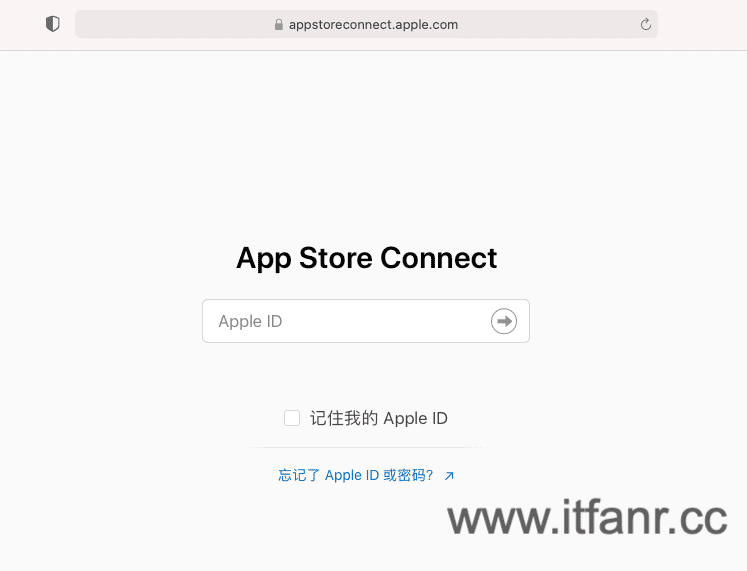 appstoreconnect.apple.com
App Store Connect
Apple ID
记住我的 Apple ID
忘记了 Apple ID 或密码?
www.itfanr.cc